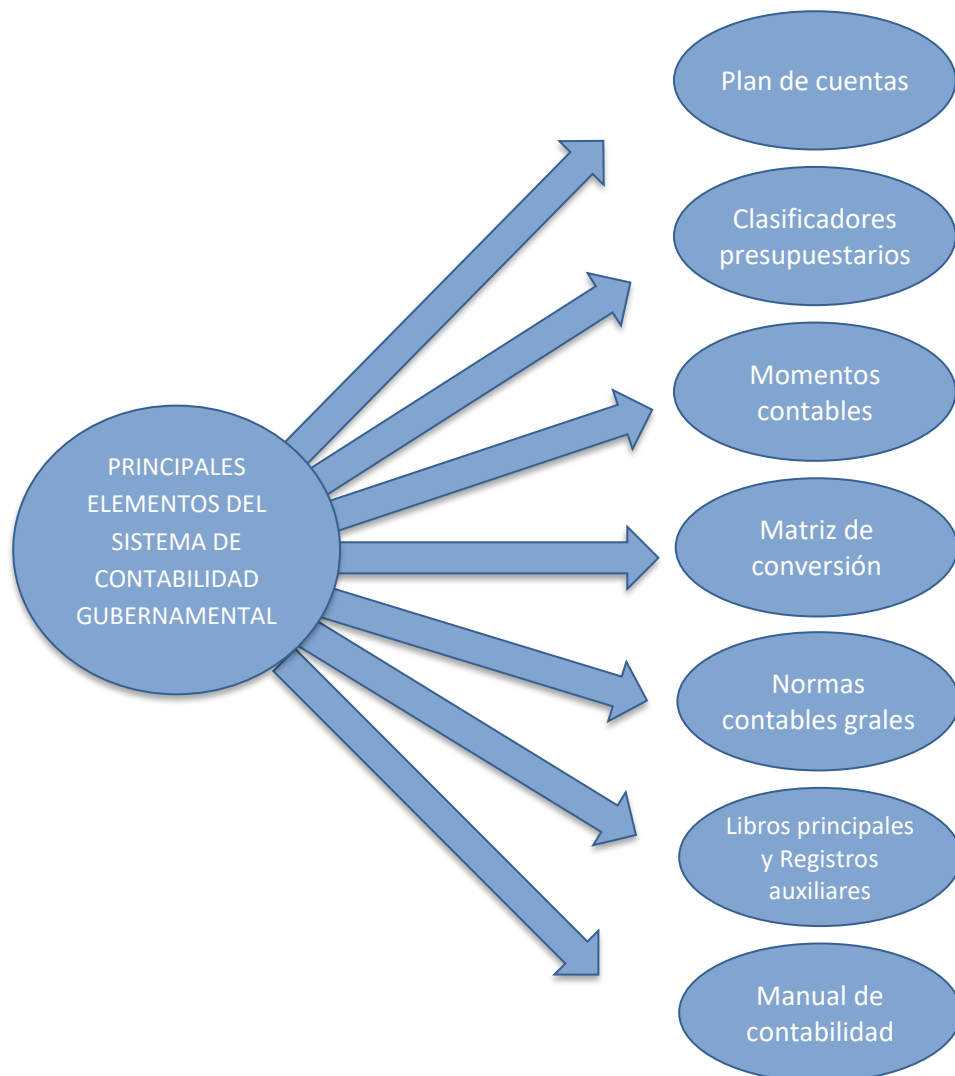 PRINCIPALES
ELEMENTOS DEL
SISTEMA DE
CONTABILIDAD
GUBERNAMENTAL
Plan de cuentas
Clasificadores
presupuestarios
Momentos
contables
Matriz de
conversión
Normas
contables grales
Libros principales
y Registros
auxiliares
Manual de
contabilidad